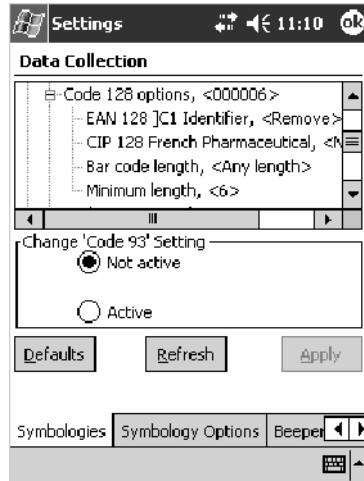 Settings 11:10 ok
Data Collection
Code 128 options, <000006>
EAN 128 ]C1 Identifier, <Remove>
CIP 128 French Pharmaceutical, <N
Bar code length, <Any length>
Minimum length, <6>
Change 'Code 93' Setting
Not active
Active
Defaults Refresh Apply
Symbologies Symbology Options Beeper